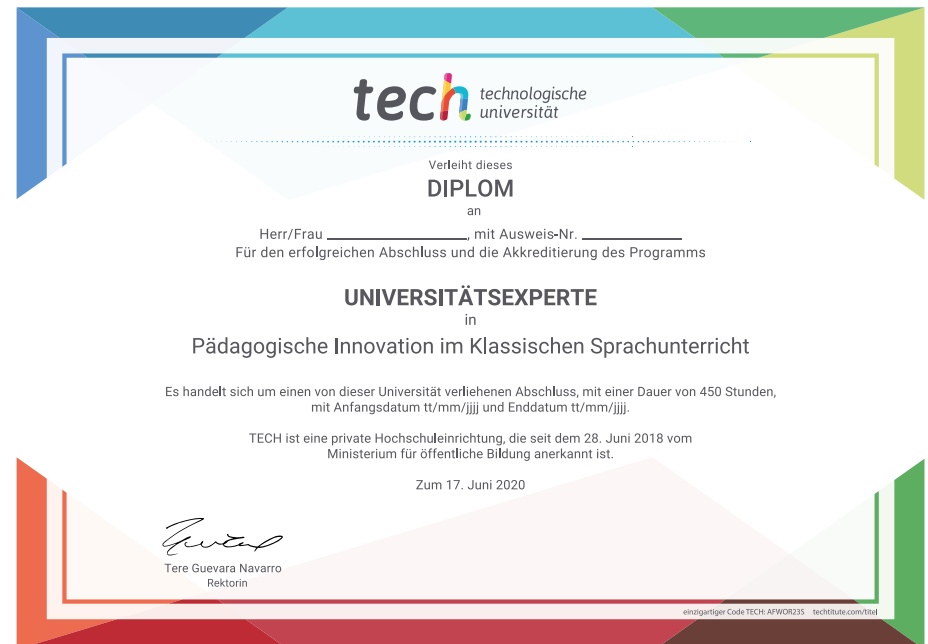 tech technologische
universität
Verleiht dieses
DIPLOM
an
Herr/Frau ________________, mit Ausweis-Nr. ____________
Für den erfolgreichen Abschluss und die Akkreditierung des Programms
UNIVERSITÄTSEXPERTE
in
Pädagogische Innovation im Klassischen Sprachunterricht
Es handelt sich um einen von dieser Universität verliehenen Abschluss, mit einer Dauer von 450 Stunden,
mit Anfangsdatum tt/mm/jjjj und Enddatum tt/mm/jjjj.
TECH ist eine private Hochschuleinrichtung, die seit dem 28. Juni 2018 vom
Ministerium für öffentliche Bildung anerkannt ist.
Zum 17. Juni 2020
Tere Guevara Navarro
Rektorin
einzigartiger Code TECH: AFWOR23S techtitute.com/titel